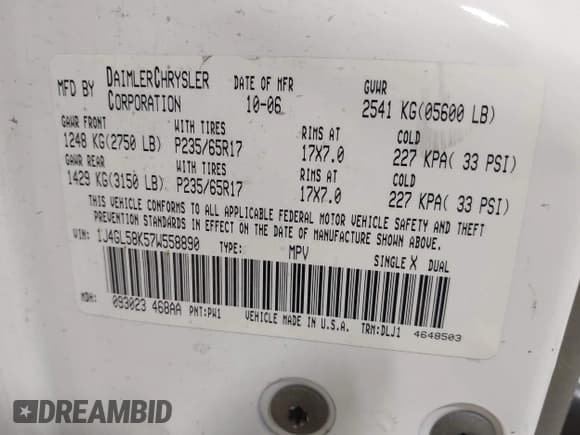 MFD BY DAIMLERCHRYSLER CORPORATION DATE OF MFR 10-06 GVWR 2541 KG(05600 LB)
GAWR FRONT WITH TIRES RIMS AT COLD
1248 KG(2750 LB) P235/65R17 17X7.0 227 KPA( 33 PSI)
GAWR REAR WITH TIRES RIMS AT COLD
1429 KG(3150 LB) P235/65R17 17X7.0 227 KPA( 33 PSI)
THIS VEHICLE CONFORMS TO ALL APPLICABLE FEDERAL MOTOR VEHICLE SAFETY AND THEFT
PREVENTION STANDARDS IN EFFECT ON THE DATE OF MANUFACTURE SHOWN ABOVE.
VIN: 1J4GL58K57W558890 TYPE: MPV SINGLE X DUAL
MDH: 093023 468AA PNT:PW1 VEHICLE MADE IN U.S.A. TRM:DLJ1 4648503
DREAMBID